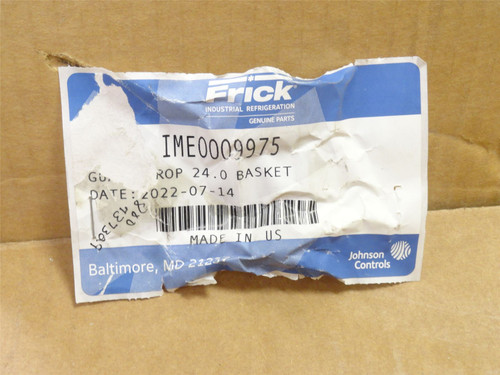 Frick
INDUSTRIAL REFRIGERATION
GENUINE PARTS
IME0009975
ROP 24.0 BASKET
DATE: 2022-07-14
MADE IN US
Baltimore, MD
Johnson
Controls